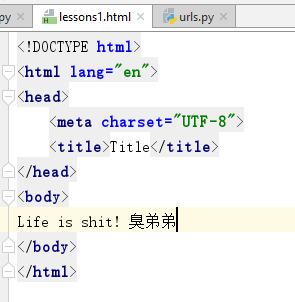 py lessons1.html urls.py
<!DOCTYPE html>
<html lang="en">
<head>
<meta charset="UTF-8">
<title>Title</title>
</head>
<body>
Life is shit! 臭弟弟
</body>
</html>